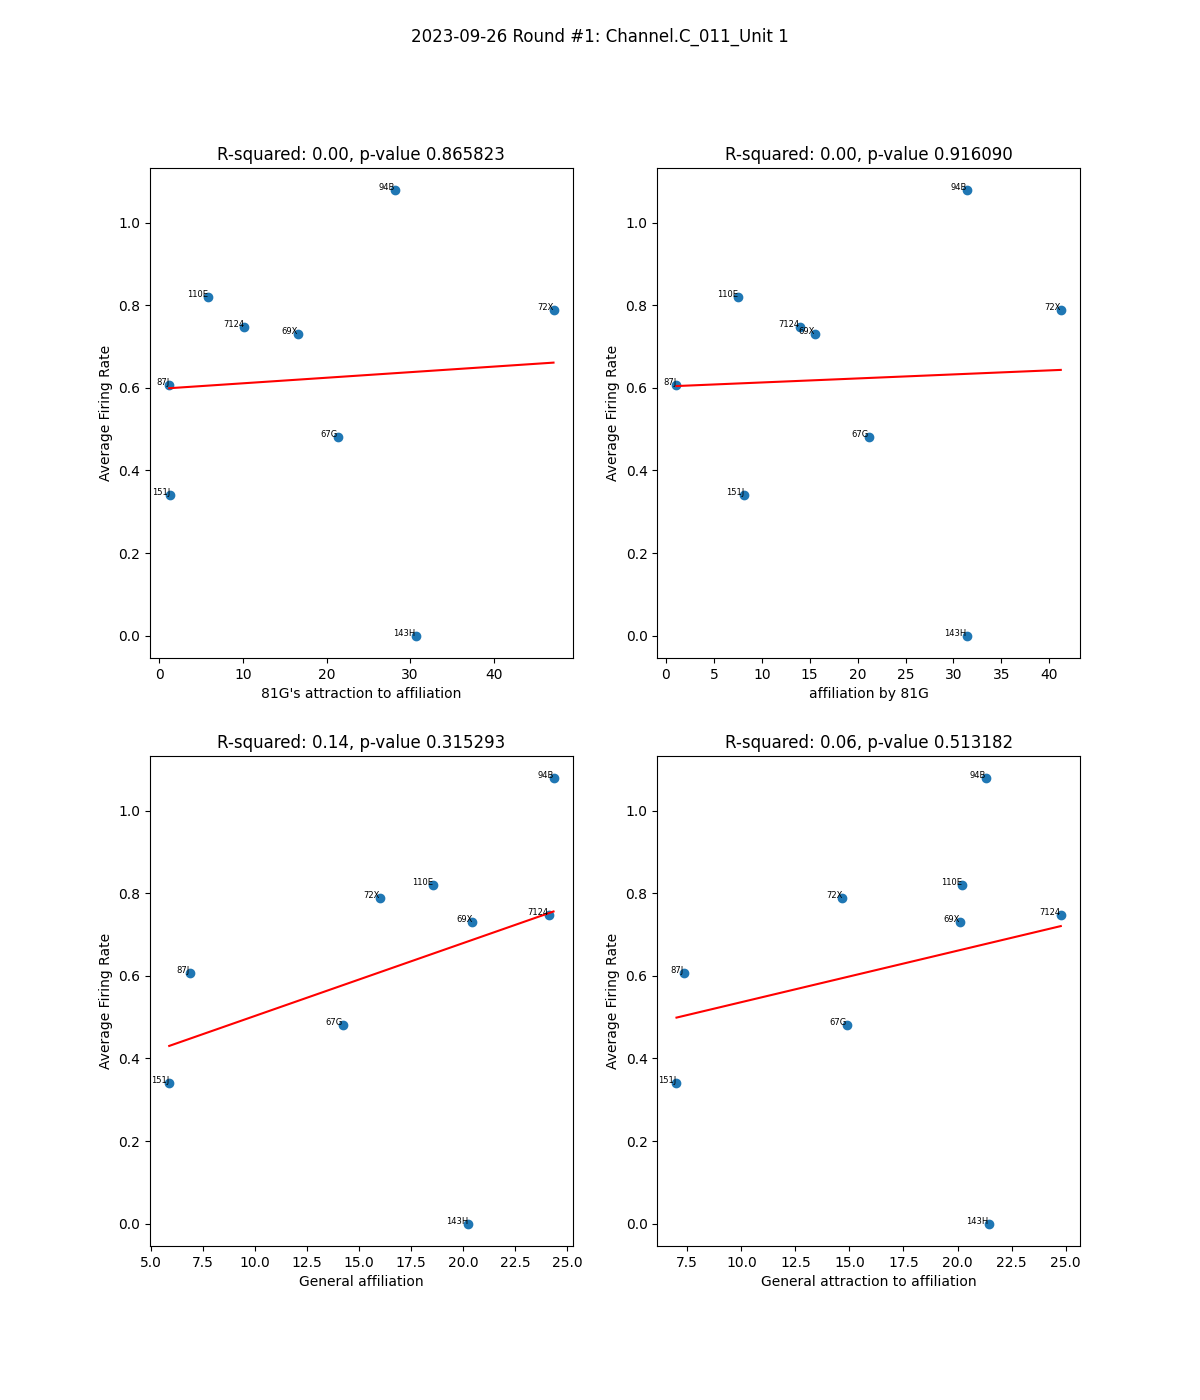 2023-09-26 Round #1: Channel.C_011_Unit 1
R-squared: 0.00, p-value 0.865823
94B
110E
72X
7124
69X
87J
67G
151J
143H
1.0
0.8
0.6
0.4
0.2
0.0
Average Firing Rate
0 10 20 30 40
81G's attraction to affiliation
R-squared: 0.00, p-value 0.916090
94B
110E
72X
7124
69X
87J
67G
151J
143H
1.0
0.8
0.6
0.4
0.2
0.0
Average Firing Rate
0 5 10 15 20 25 30 35 40
affiliation by 81G
R-squared: 0.14, p-value 0.315293
94B
110E
72X
7124
69X
87J
67G
151J
143H
1.0
0.8
0.6
0.4
0.2
0.0
Average Firing Rate
5.0 7.5 10.0 12.5 15.0 17.5 20.0 22.5 25.0
General affiliation
R-squared: 0.06, p-value 0.513182
94B
110E
72X
7124
69X
87J
67G
151J
143H
1.0
0.8
0.6
0.4
0.2
0.0
Average Firing Rate
7.5 10.0 12.5 15.0 17.5 20.0 22.5 25.0
General attraction to affiliation